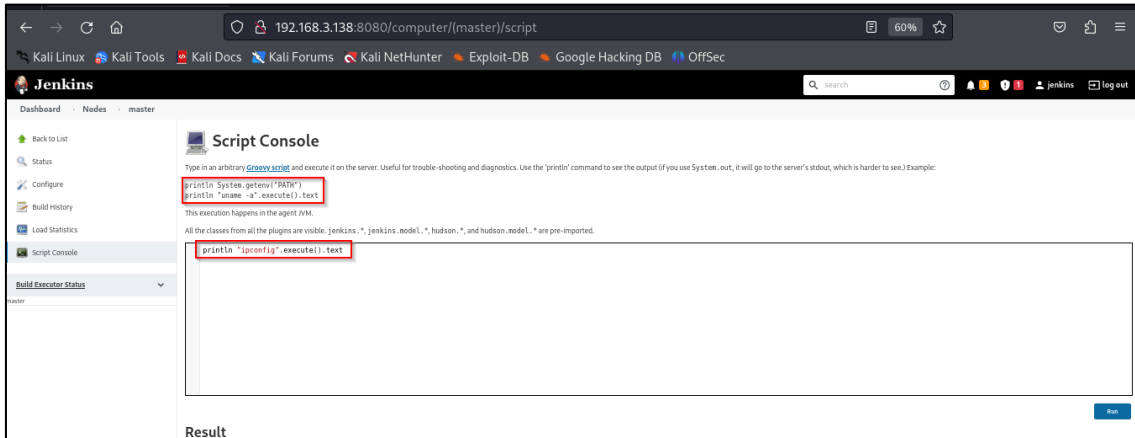 192.168.3.138:8080/computer/(master)/script
60%
Kali Linux Kali Tools Kali Docs Kali Forums Kali NetHunter Exploit-DB Google Hacking DB OffSec
Jenkins
search
3
1
jenkins
log out
Dashboard Nodes master
Back to List
Status
Configure
Build History
Load Statistics
Script Console
Build Executor Status
master
Script Console
Type in an arbitrary Groovy script and execute it on the server. Useful for trouble-shooting and diagnostics. Use the 'println' command to see the output (if you use System.out, it will go to the server's stdout, which is harder to see.) Example:
println System.getenv("PATH")
println "uname -a".execute().text
This execution happens in the agent JVM.
All the classes from all the plugins are visible. jenkins.*, jenkins.model.*, hudson.*, and hudson.model.* are pre-imported.
println "ipconfig".execute().text
Run
Result